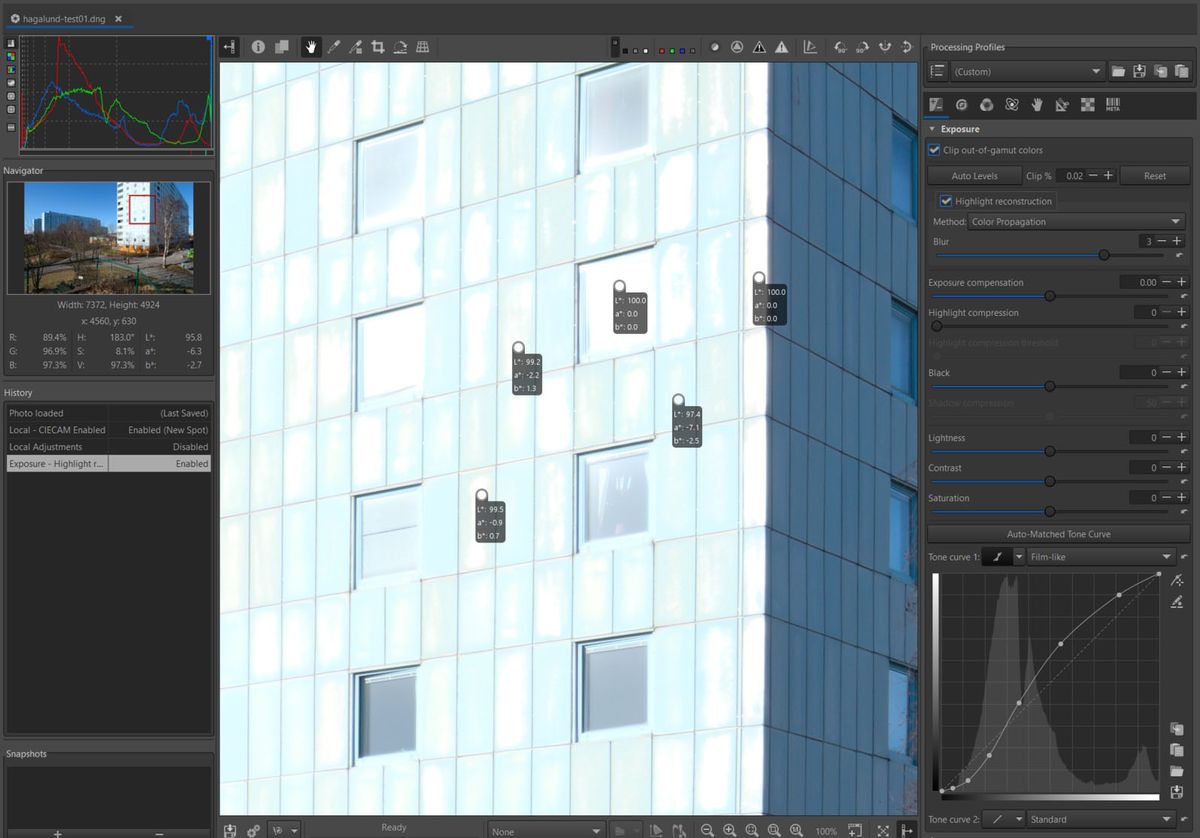 hagalund-test01.dng
Processing Profiles
(Custom)
META
Exposure
Clip out-of-gamut colors
Auto Levels Clip % 0.02 Reset
Highlight reconstruction
Method: Color Propagation
Blur 3
Exposure compensation 0.00
Highlight compression 0
Highlight compression threshold 0
Black 0
Shadow compression 50
Lightness 0
Contrast 0
Saturation 0
Auto-Matched Tone Curve
Tone curve 1: Film-like
Tone curve 2: Standard
Navigator
Width: 7372, Height: 4924
x: 4560, y: 630
R: 89.4% H: 183.0° L*: 95.8
G: 96.9% S: 8.1% a*: -6.3
B: 97.3% V: 97.3% b*: -2.7
History
Photo loaded (Last Saved)
Local - CIECAM Enabled Enabled (New Spot)
Local Adjustments Disabled
Exposure - Highlight r... Enabled
Snapshots
L*: 100.0
a*: 0.0
b*: 0.0
L*: 100.0
a*: 0.0
b*: 0.0
L*: 99.2
a*: -2.2
b*: 1.3
L*: 97.4
a*: -7.1
b*: -2.5
L*: 99.5
a*: -0.9
b*: 0.7
Ready
None
100%